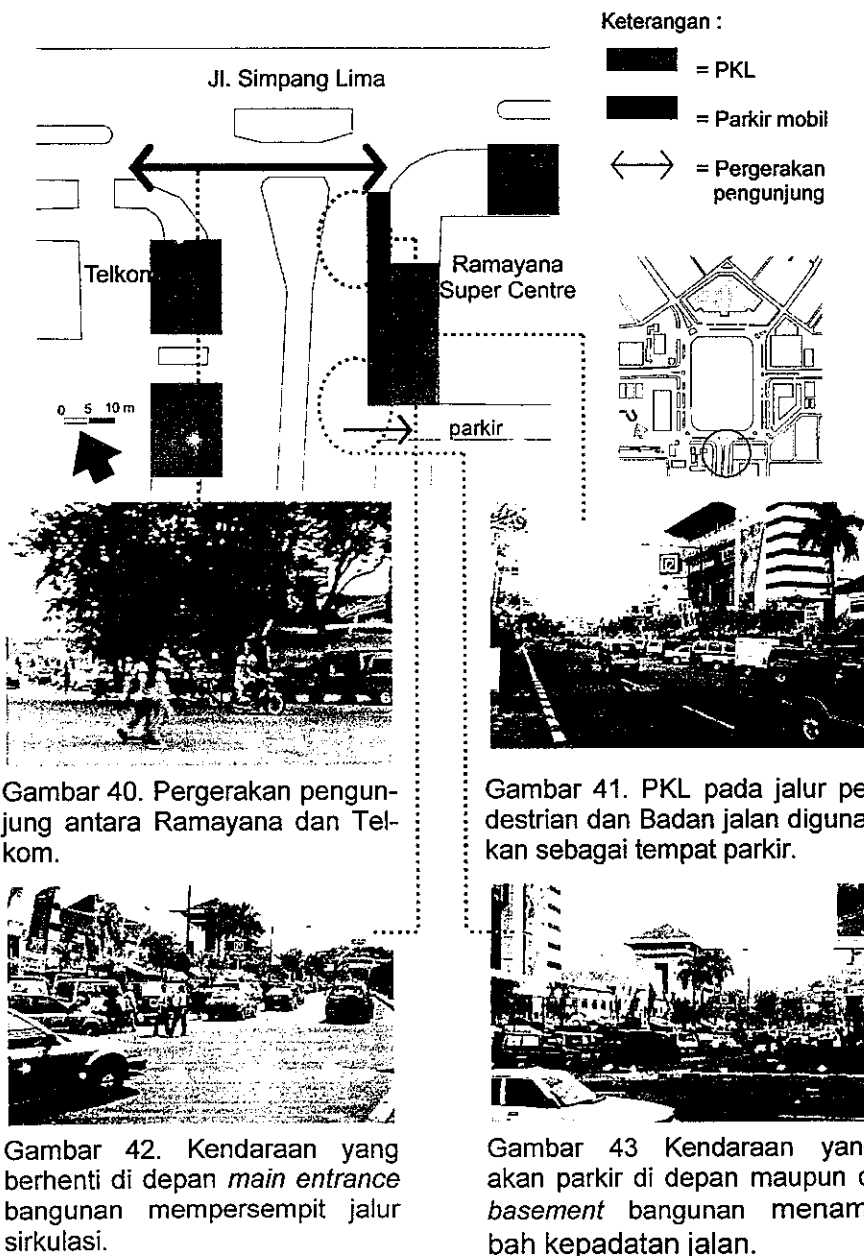 Keterangan :
= PKL
= Parkir mobil
= Pergerakan
pengunjung
Jl. Simpang Lima
Telkom
Ramayana
Super Centre
0 5 10 m
parkir
Gambar 40. Pergerakan pengun-
jung antara Ramayana dan Tel-
kom.
Gambar 41. PKL pada jalur pe
destrian dan Badan jalan diguna
kan sebagai tempat parkir.
Gambar 42. Kendaraan yang
berhenti di depan main entrance
bangunan mempersempit jalur
sirkulasi.
Gambar 43 Kendaraan yan
akan parkir di depan maupun d
basement bangunan menam
bah kepadatan jalan.